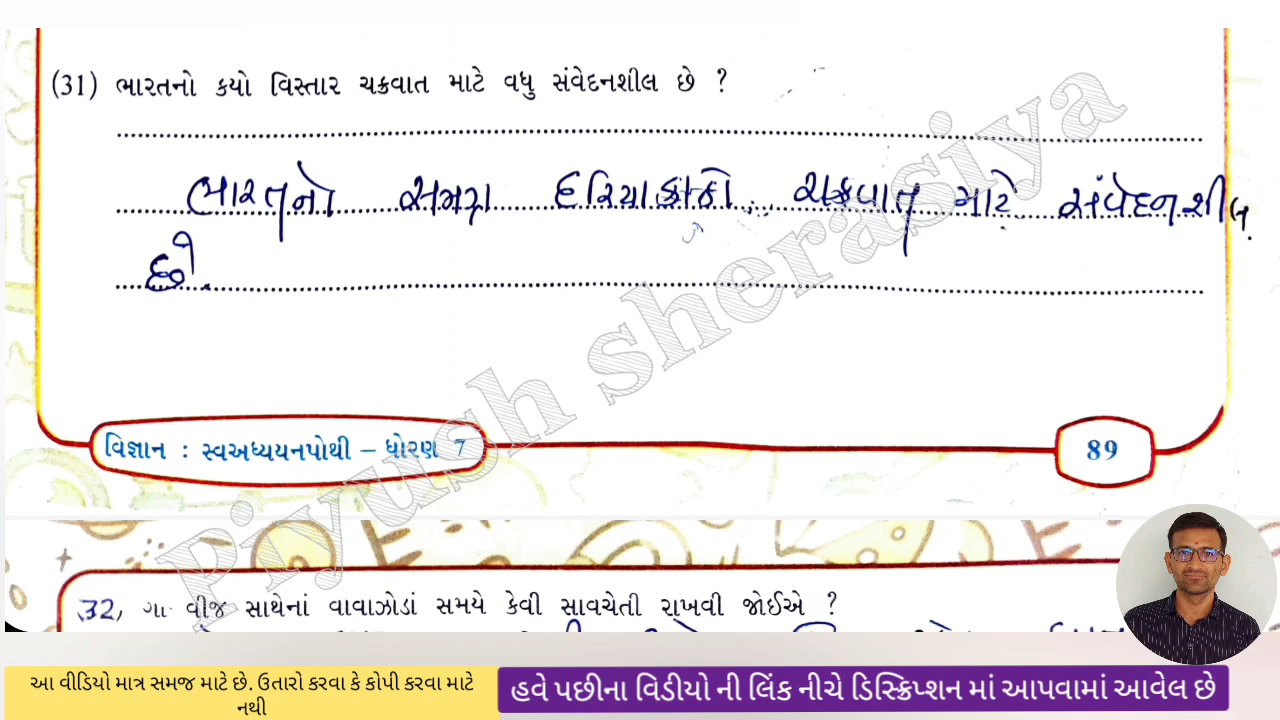 (31) ભારતનો કયો વિસ્તાર ચક્રવાત માટે વધુ સંવેદનશીલ છે ?
ભારતનો સમગ્ર દરિયાકાંઠો ચક્રવાત માટે સંવેદનશીલ
છે.
વિજ્ઞાન : સ્વઅધ્યયનપોથી – ધોરણ 7
89
Piyush sherasiya
32, ગાજવીજ સાથેનાં વાવાઝોડાં સમયે કેવી સાવચેતી રાખવી જોઈએ ?
આ વીડિયો માત્ર સમજ માટે છે. ઉતારો કરવા કે કોપી કરવા માટે
નથી
હવે પછીના વિડીયો ની લિંક નીચે ડિસ્ક્રિપ્શન માં આપવામાં આવેલ છે